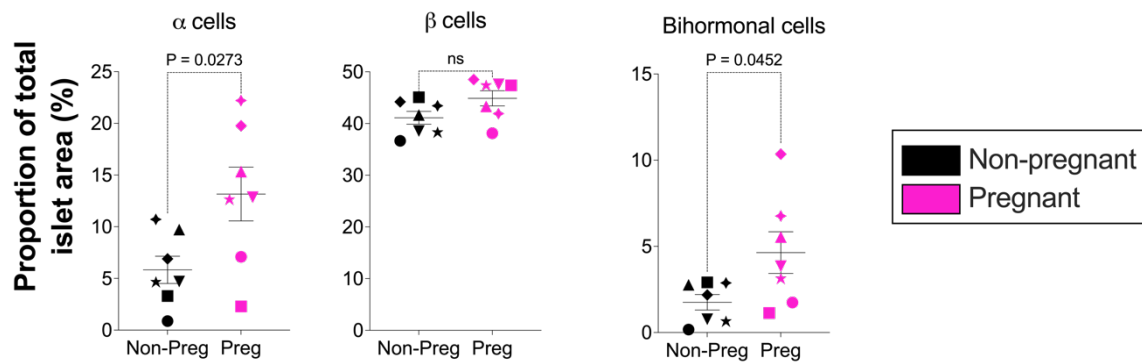 α cells
β cells
Bihormonal cells
P = 0.0273
ns
P = 0.0452
Proportion of total
islet area (%)
25
20
15
10
5
0
Non-Preg Preg
50
40
30
20
10
0
Non-Preg Preg
15
10
5
0
Non-Preg Preg
Non-pregnant
Pregnant